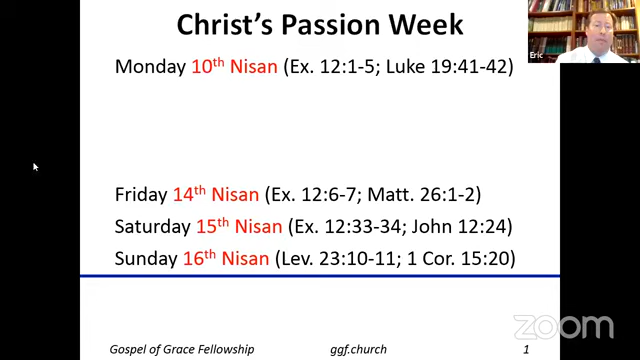 Christ's Passion Week
Monday 10th Nisan (Ex. 12:1-5; Luke 19:41-42)
Eric
Friday 14th Nisan (Ex. 12:6-7; Matt. 26:1-2)
Saturday 15th Nisan (Ex. 12:33-34; John 12:24)
Sunday 16th Nisan (Lev. 23:10-11; 1 Cor. 15:20)
zoom
Gospel of Grace Fellowship ggf.church 1